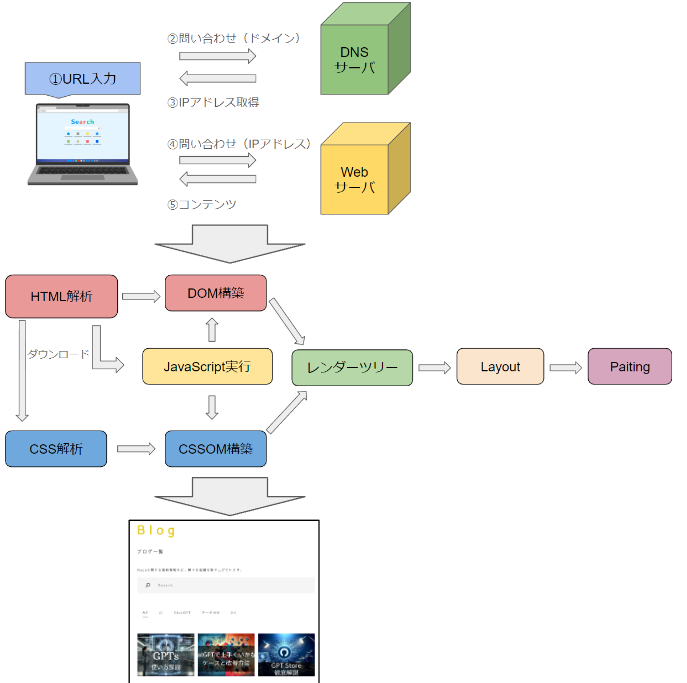 ②問い合わせ（ドメイン）
DNS
サーバ
①URL入力
③IPアドレス取得
Search
④問い合わせ（IPアドレス）
Web
サーバ
⑤コンテンツ
HTML解析
DOM構築
ダウンロード
JavaScript実行
レンダーツリー
Layout
Paiting
CSS解析
CSSOM構築
Blog
ブログ一覧
Search
All
ChatGPT
GPTs
使い方解説
GPTで上手くいかない
ケースと改善方法
GPT Store
徹底解説